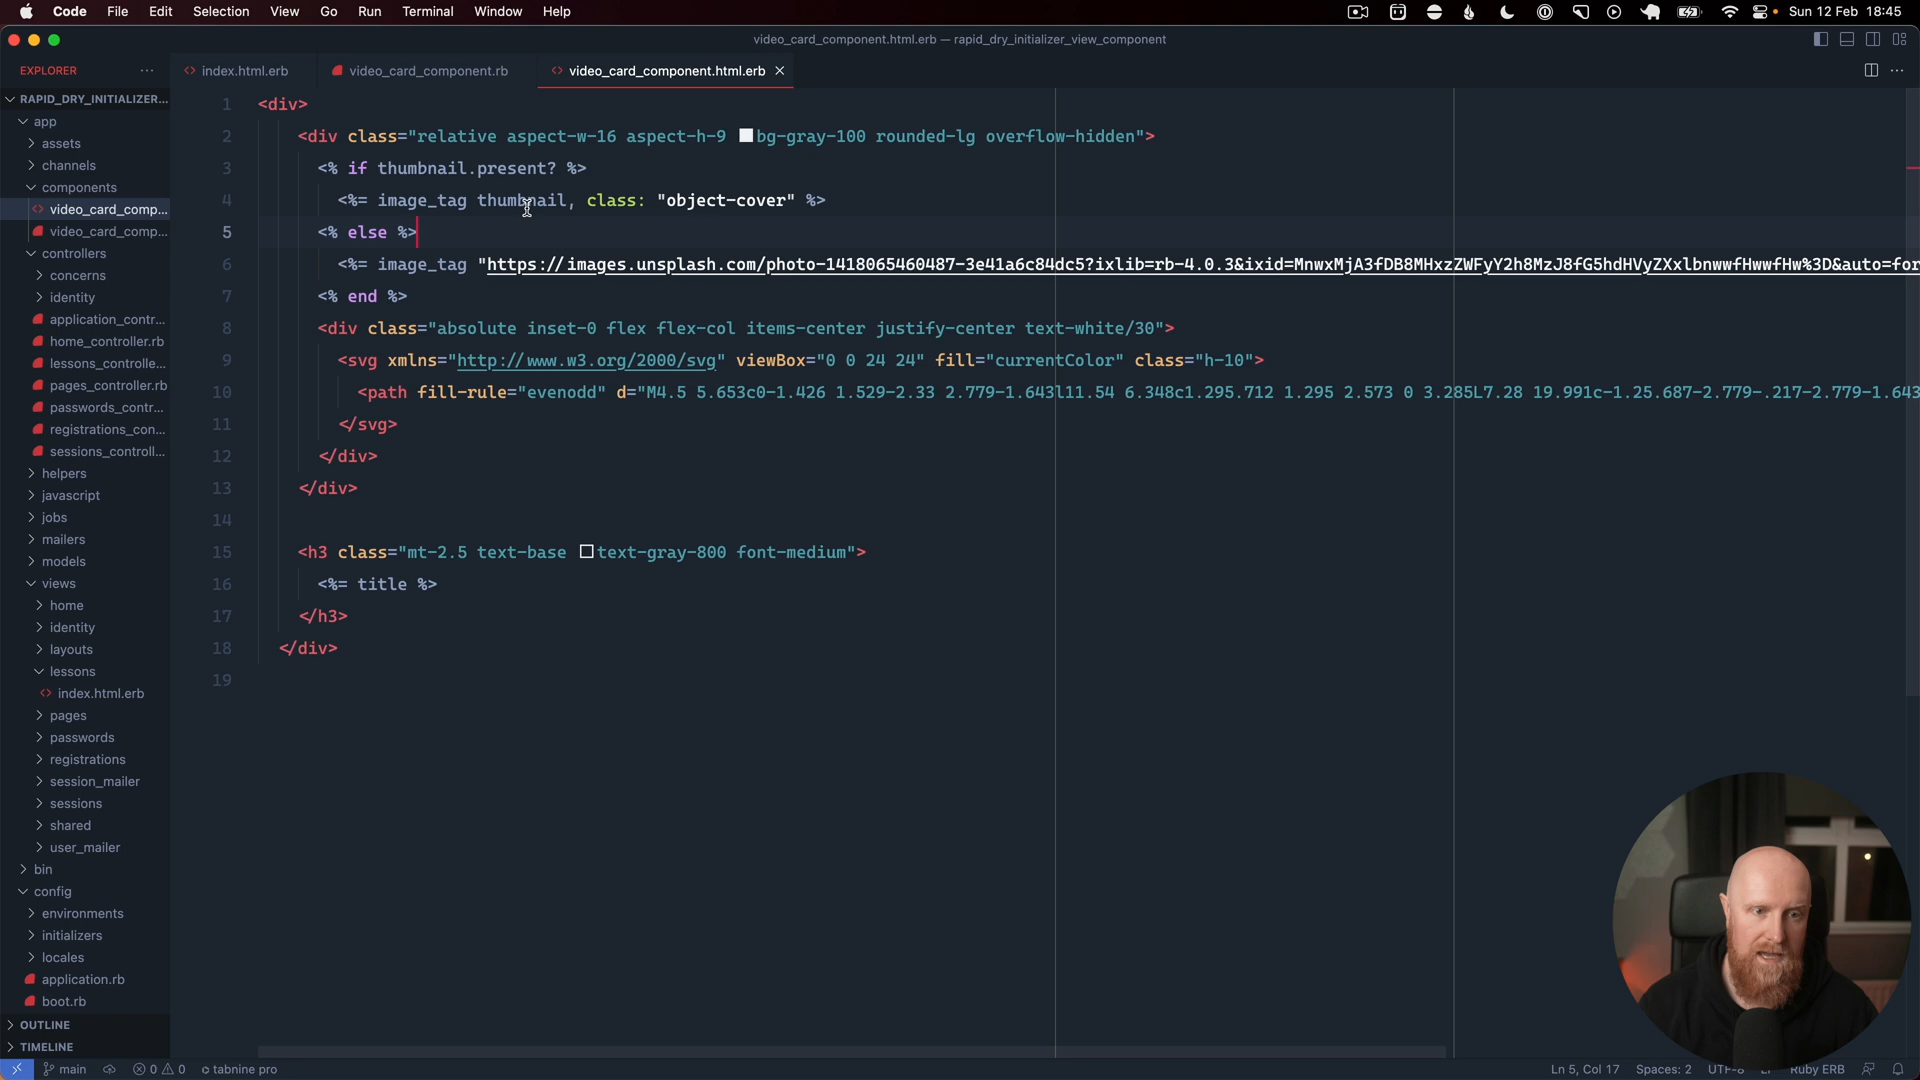 Code File Edit Selection View Go Run Terminal Window Help Sun 12 Feb 18:45
video_card_component.html.erb — rapid_dry_initializer_view_component
EXPLORER ...
index.html.erb video_card_component.rb video_card_component.html.erb
RAPID_DRY_INITIALIZER...
app
assets
channels
components
video_card_comp...
video_card_comp...
controllers
concerns
identity
application_contr...
home_controller.rb
lessons_controlle...
pages_controller.rb
passwords_contr...
registrations_con...
sessions_controll...
helpers
javascript
jobs
mailers
models
views
home
identity
layouts
lessons
index.html.erb
pages
passwords
registrations
session_mailer
sessions
shared
user_mailer
bin
config
environments
initializers
locales
application.rb
boot.rb
OUTLINE
TIMELINE
1 <div>
2 <div class="relative aspect-w-16 aspect-h-9 bg-gray-100 rounded-lg overflow-hidden">
3 <% if thumbnail.present? %>
4 <%= image_tag thumbnail, class: "object-cover" %>
5 <% else %>
6 <%= image_tag "https://images.unsplash.com/photo-1418065460487-3e41a6c84dc5?ixlib=rb-4.0.3&ixid=MnwxMjA3fDB8MHxzZWFyY2h8MzJ8fG5hdHVyZXxlbnwwfHwwfHw%3D&auto=for
7 <% end %>
8 <div class="absolute inset-0 flex flex-col items-center justify-center text-white/30">
9 <svg xmlns="http://www.w3.org/2000/svg" viewBox="0 0 24 24" fill="currentColor" class="h-10">
10 <path fill-rule="evenodd" d="M4.5 5.653c0-1.426 1.529-2.33 2.779-1.643l11.54 6.348c1.295.712 1.295 2.573 0 3.285L7.28 19.991c-1.25.687-2.779-.217-2.779-1.643
11 </svg>
12 </div>
13 </div>
14
15 <h3 class="mt-2.5 text-base text-gray-800 font-medium">
16 <%= title %>
17 </h3>
18 </div>
19
main 0 0 tabnine pro Ln 5, Col 17 Spaces: 2 UTF-8 Ruby ERB